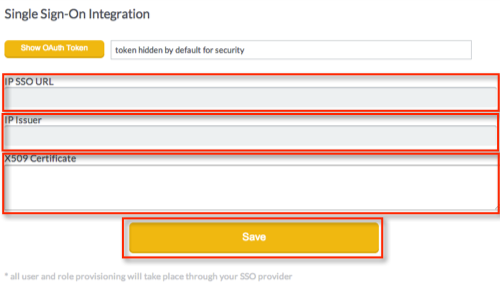 Single Sign-On Integration
Show OAuth Token token hidden by default for security
IP SSO URL
IP Issuer
X509 Certificate
Save
* all user and role provisioning will take place through your SSO provider